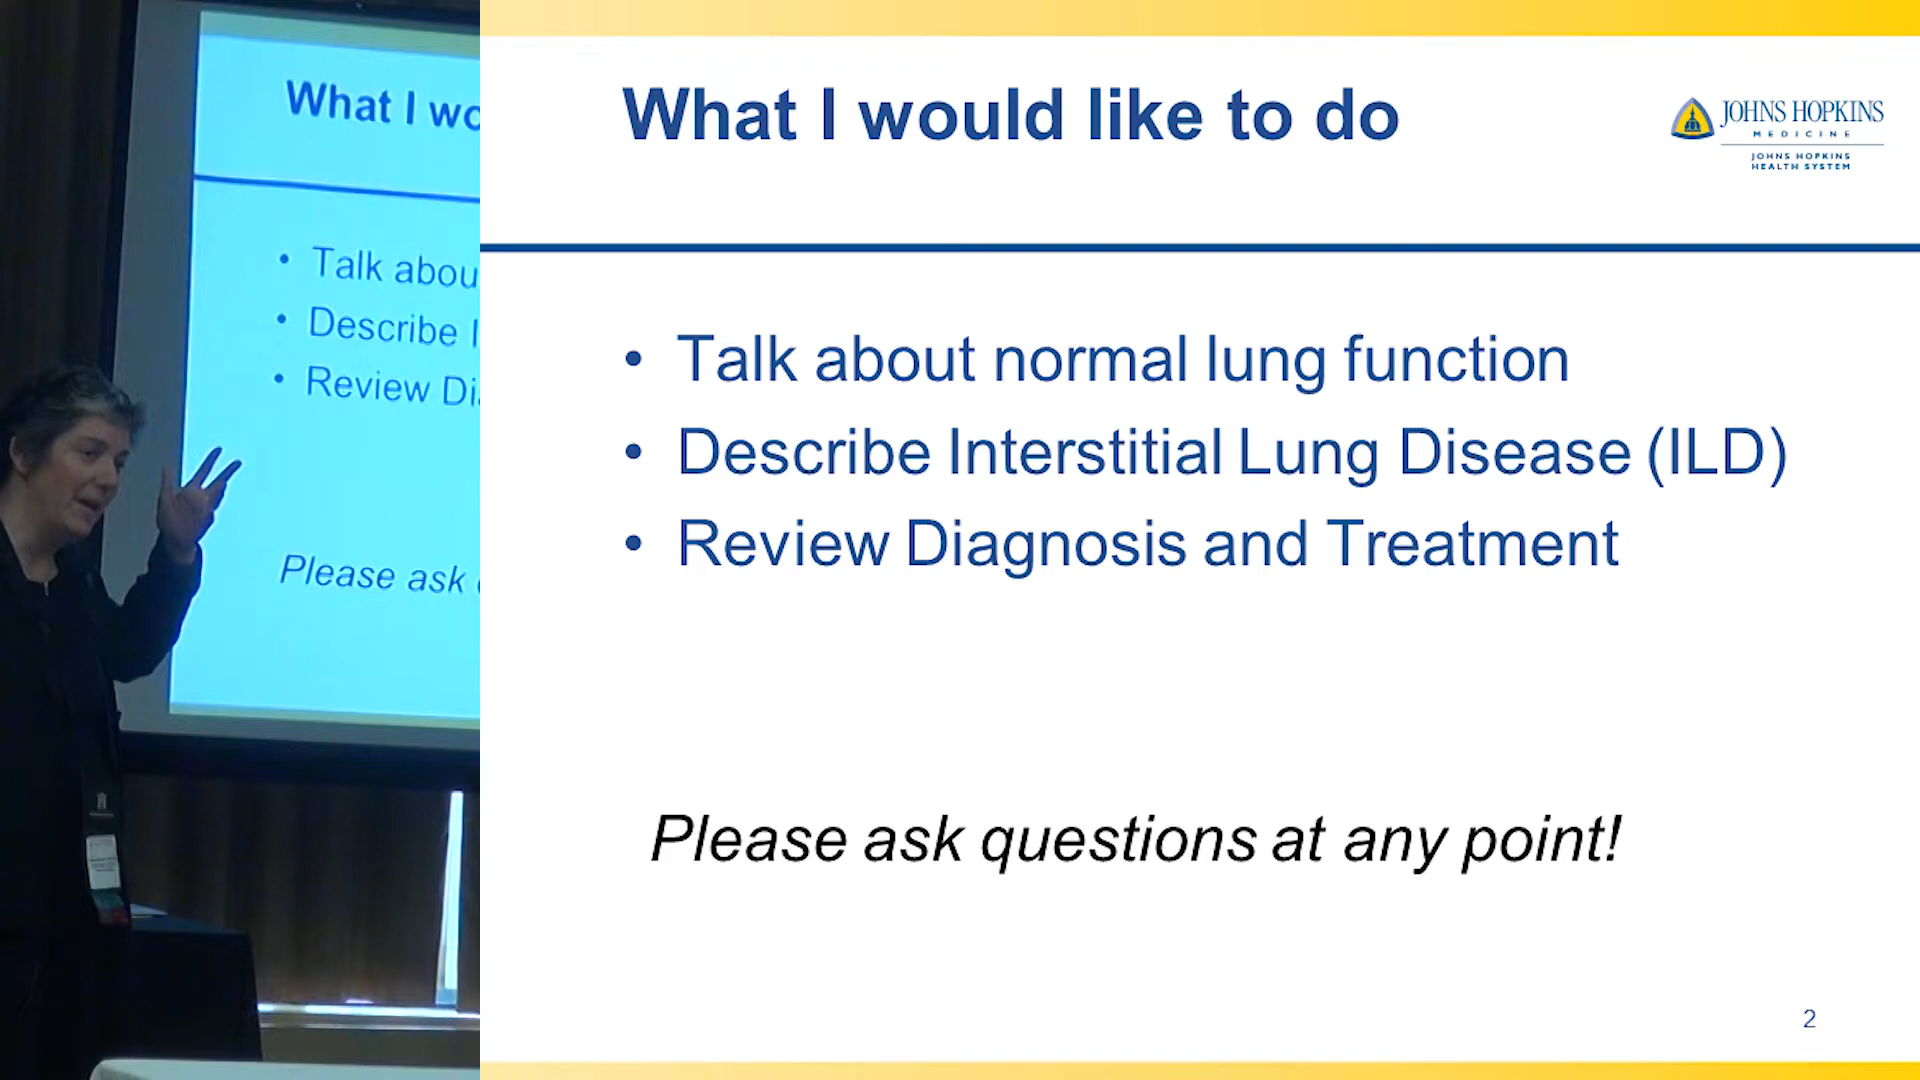 What I wo
• Talk abou
• Describe I
• Review Di
Please ask
What I would like to do
JOHNS HOPKINS
MEDICINE
JOHNS HOPKINS
HEALTH SYSTEM
• Talk about normal lung function
• Describe Interstitial Lung Disease (ILD)
• Review Diagnosis and Treatment
Please ask questions at any point!
2